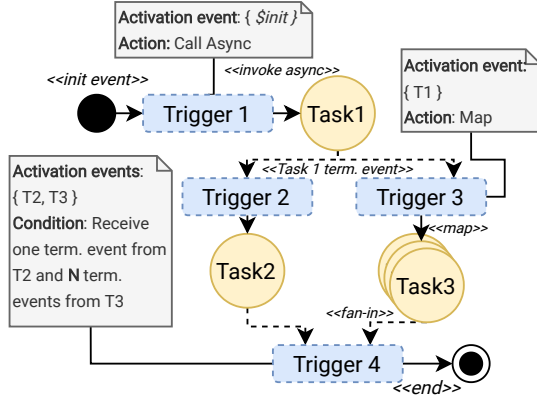 Activation event: { $init }
Action: Call Async
<<init event>>
<<invoke async>>
Trigger 1
Task1
Activation event:
{ T1 }
Action: Map
<<Task 1 term. event>>
Activation events:
{ T2, T3 }
Condition: Receive
one term. event from
T2 and N term.
events from T3
Trigger 2
Trigger 3
<<map>>
Task2
Task3
<<fan-in>>
Trigger 4
<<end>>